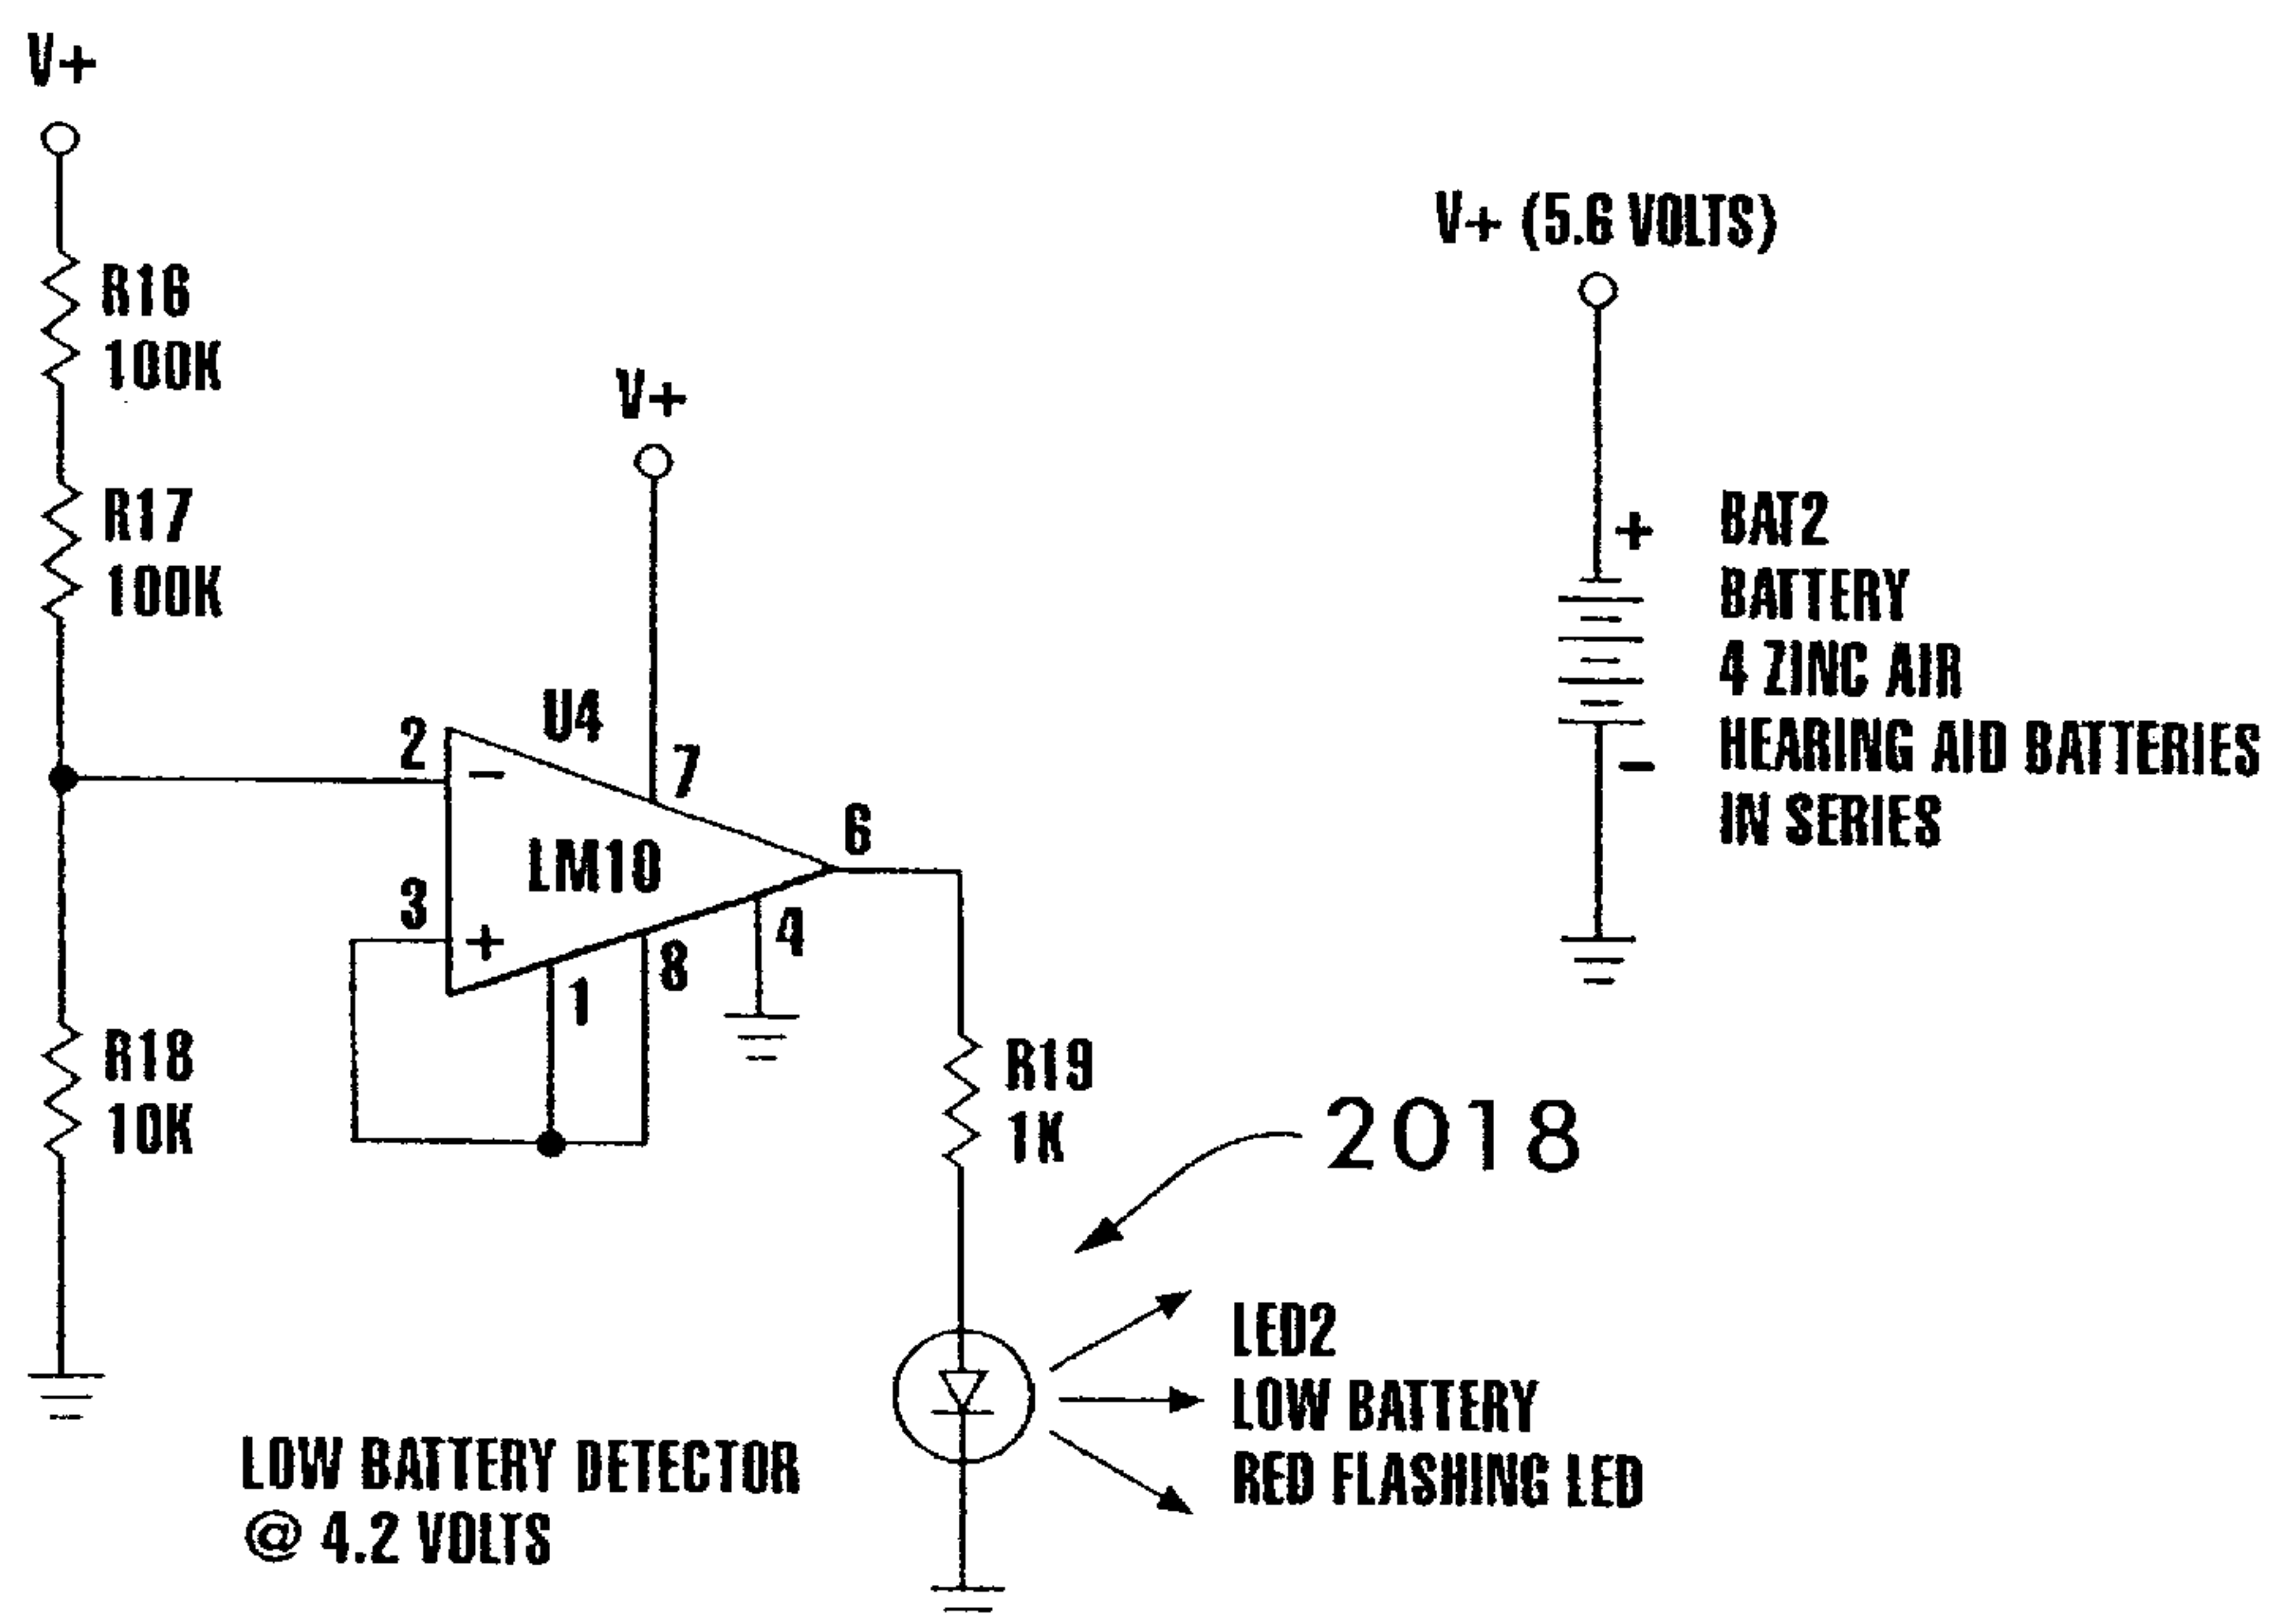 V+
R16
100K
R17
100K
R18
10K
V+
U4
2
7
LM10
6
3
+
−
1
8
4
R19
1K
2018
LED2
LOW BATTERY
RED FLASHING LED
LOW BATTERY DETECTOR
@ 4.2 VOLTS
V+ (5.6 VOLTS)
+
BAT2
BATTERY
4 ZINC AIR
HEARING AID BATTERIES
IN SERIES
−